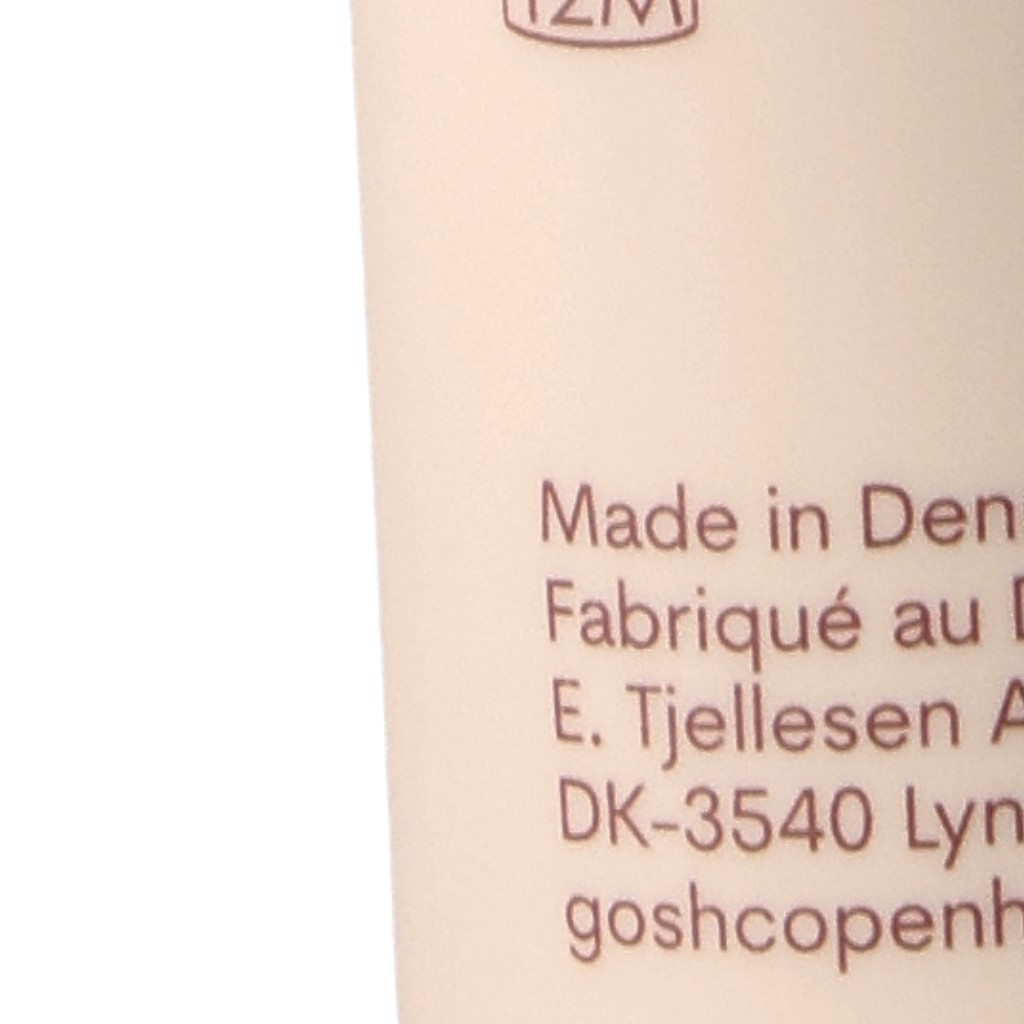 12M
Made in Den
Fabriqué au D
E. Tjellesen A
DK-3540 Lyn
goshcopenh